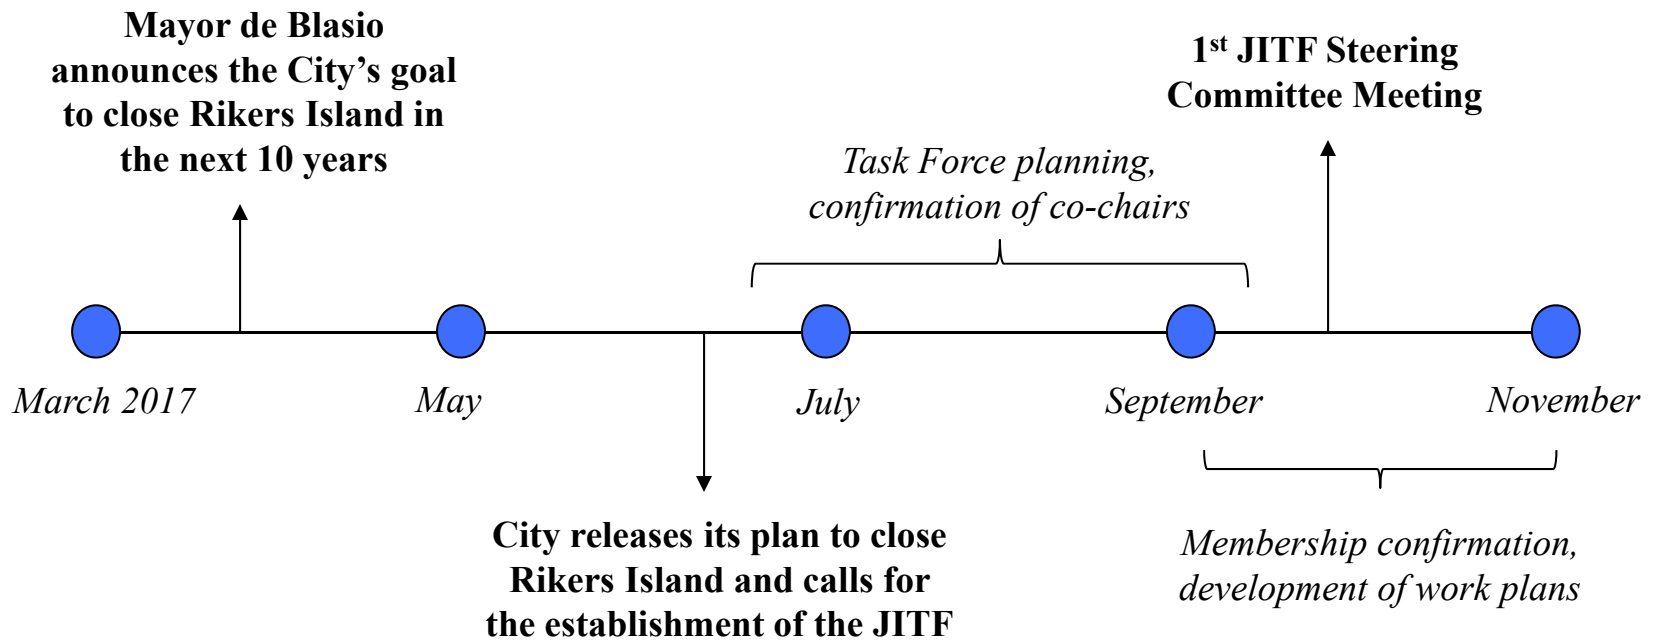 Mayor de Blasio
announces the City’s goal
to close Rikers Island in
the next 10 years
1st JITF Steering
Committee Meeting
Task Force planning,
confirmation of co-chairs
March 2017
May
July
September
November
City releases its plan to close
Rikers Island and calls for
the establishment of the JITF
Membership confirmation,
development of work plans